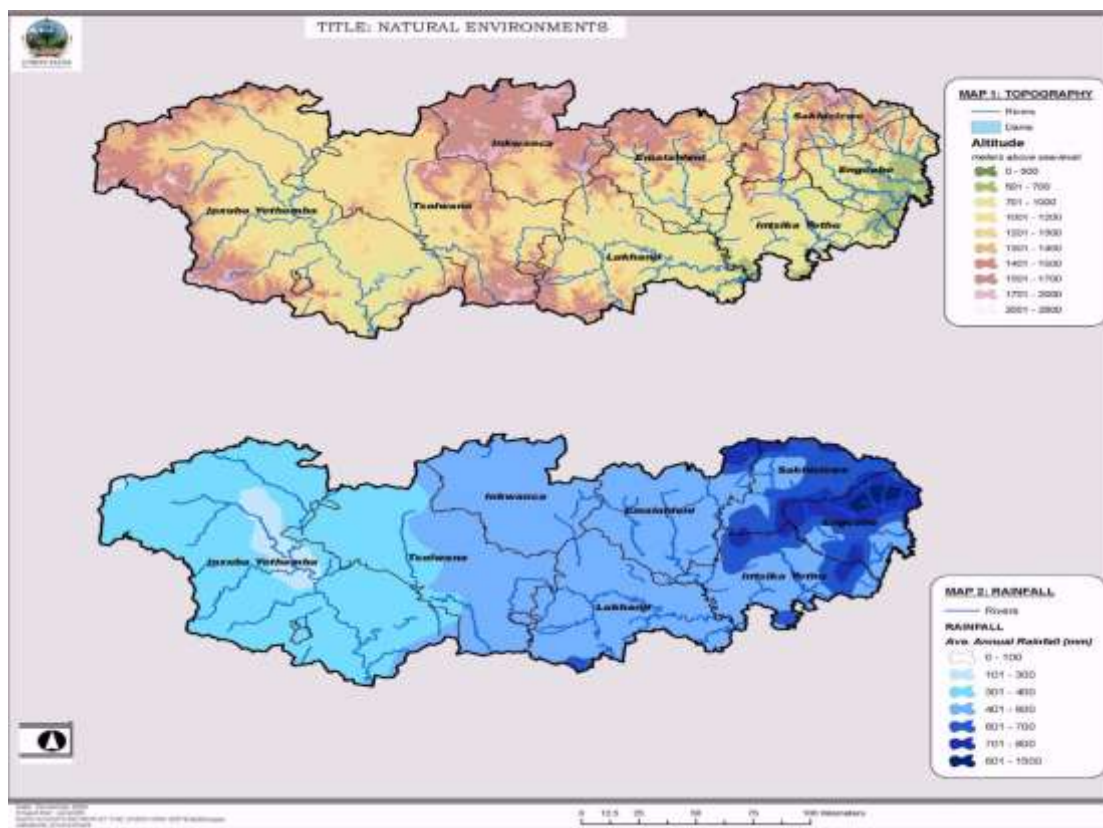 TITLE: NATURAL ENVIRONMENTS
MAP 1: TOPOGRAPHY
Rivers
Dams
Altitude
meters above sea-level
0 - 500
501 - 700
701 - 1000
1001 - 1200
1201 - 1300
1301 - 1400
1401 - 1500
1501 - 1700
1701 - 2000
Inkwanca
Emalahleni
Sakhisizwe
Engcobo
Inxuba Yethemba
Tsolwana
Intsika Yethu
Lukhanji
Inkwanca
Emalahleni
Sakhisizwe
Engcobo
Inxuba Yethemba
Tsolwana
Intsika Yethu
Lukhanji
MAP 2: RAINFALL
Rivers
RAINFALL
Ave. Annual Rainfall (mm)
0 - 100
101 - 300
301 - 400
401 - 600
601 - 700
701 - 800
0 12.5 25 50 75 100 Kilometers